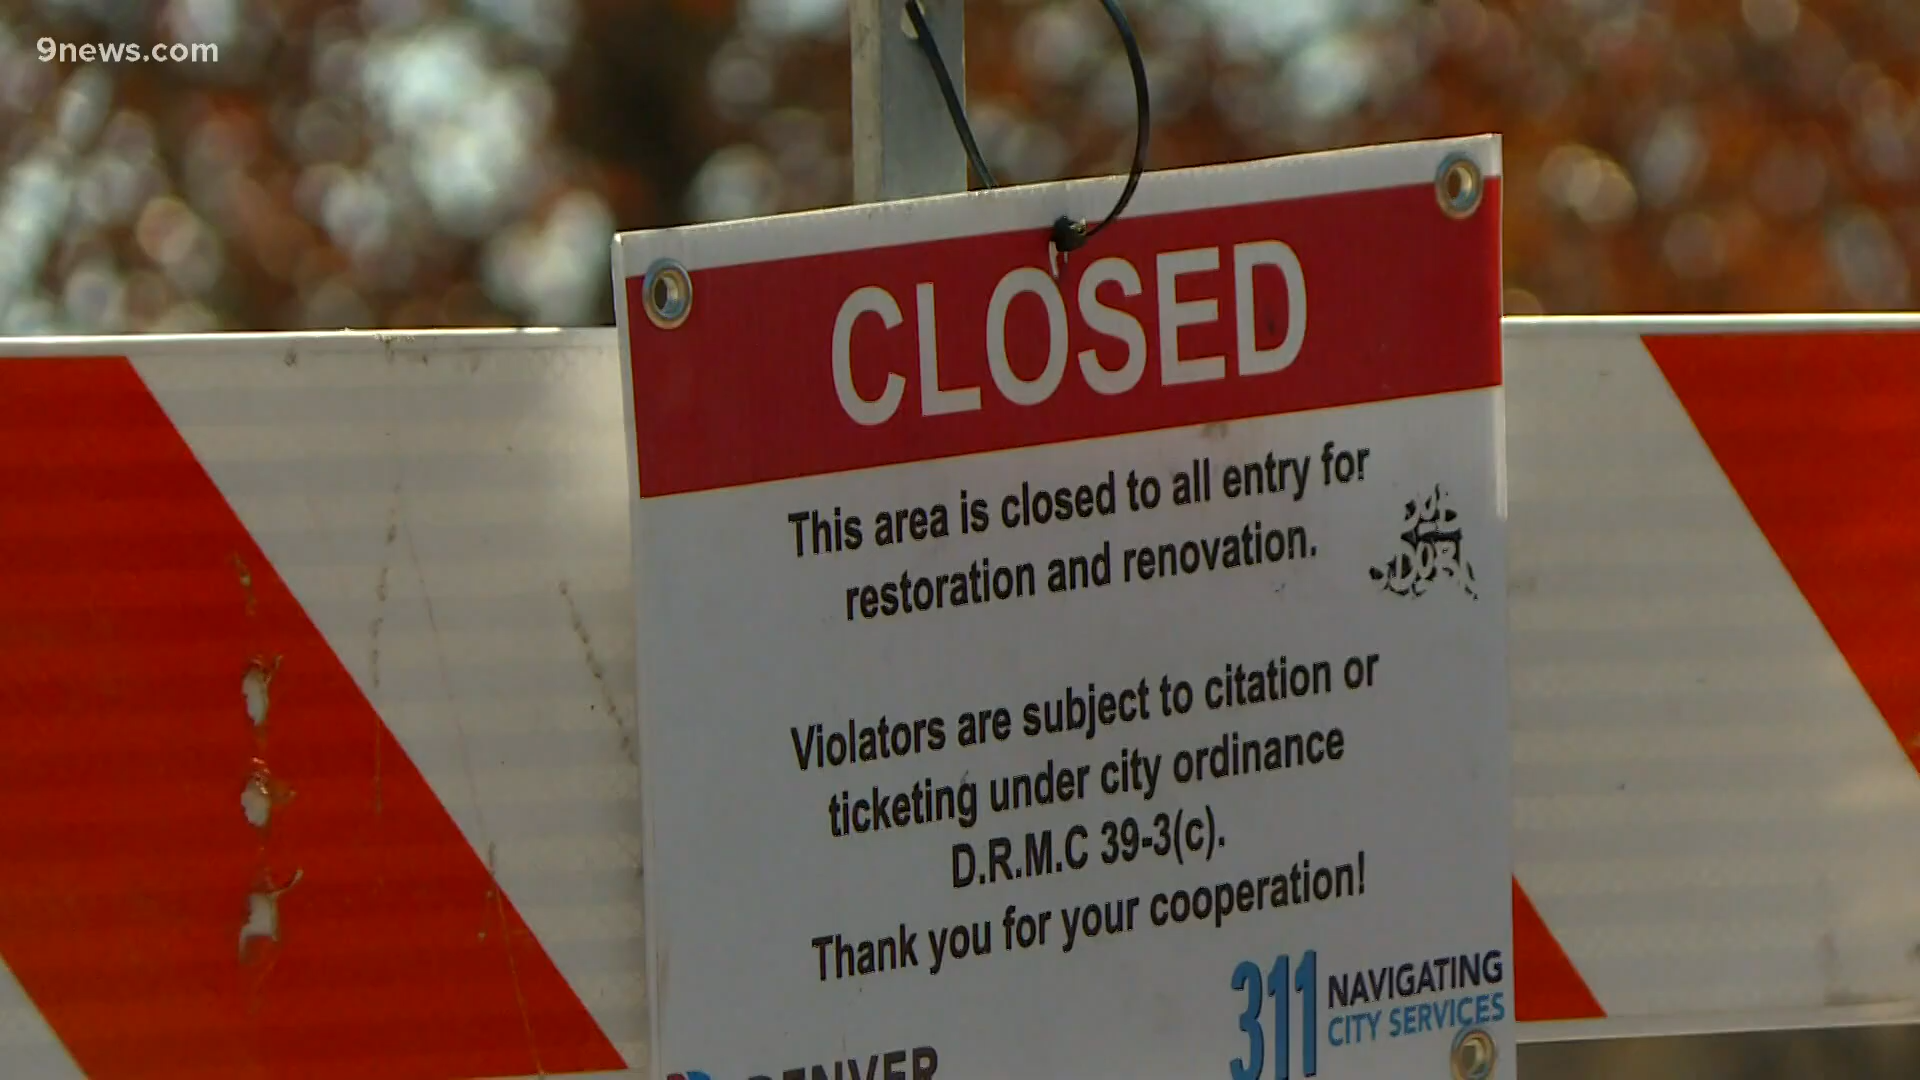 9news.com
CLOSED
This area is closed to all entry for
restoration and renovation.
Violators are subject to citation or
ticketing under city ordinance
D.R.M.C 39-3(c).
Thank you for your cooperation!
311 NAVIGATING
CITY SERVICES
DENVER